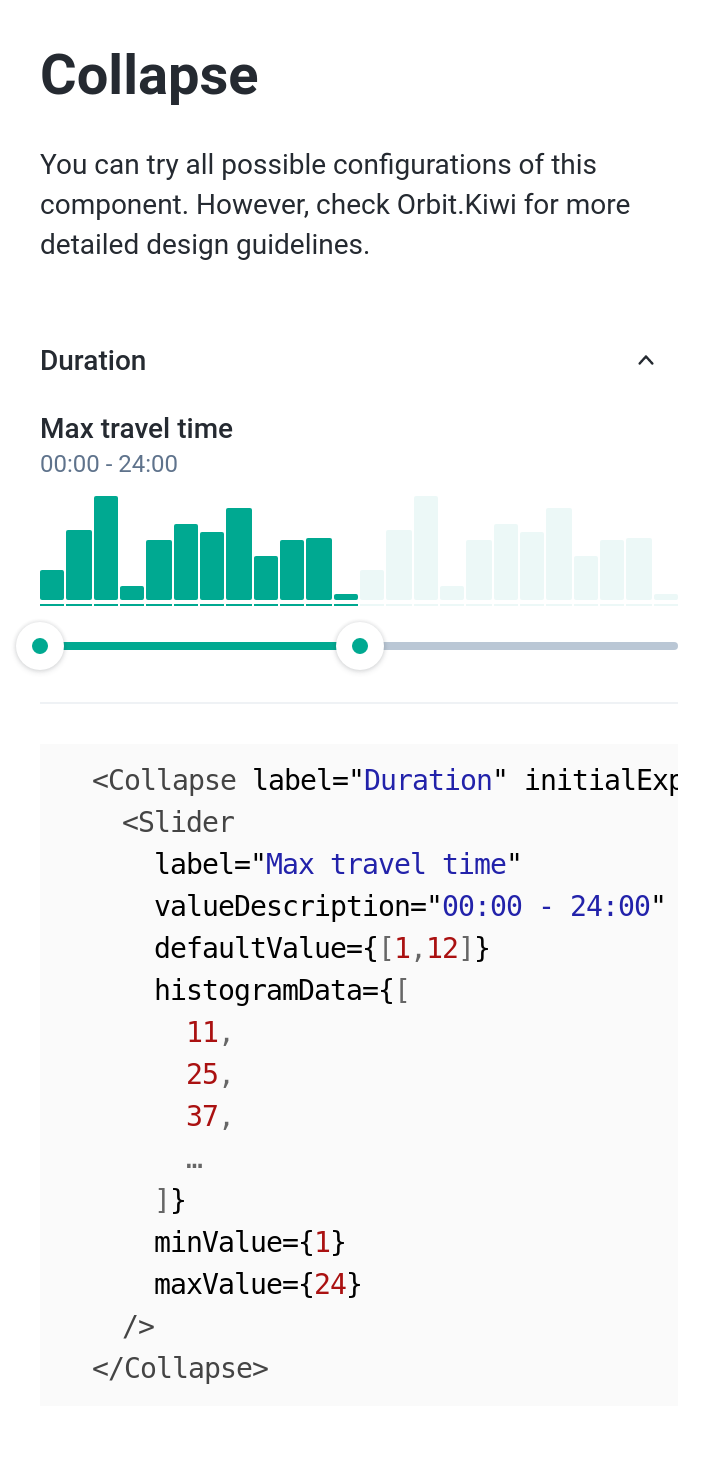 Collapse
You can try all possible configurations of this
component. However, check Orbit.Kiwi for more
detailed design guidelines.
Duration
Max travel time
00:00 - 24:00
<Collapse label="Duration" initialExp
<Slider
label="Max travel time"
valueDescription="00:00 - 24:00"
defaultValue={[1,12]}
histogramData={[
11,
25,
37,
…
]}
minValue={1}
maxValue={24}
/>
</Collapse>